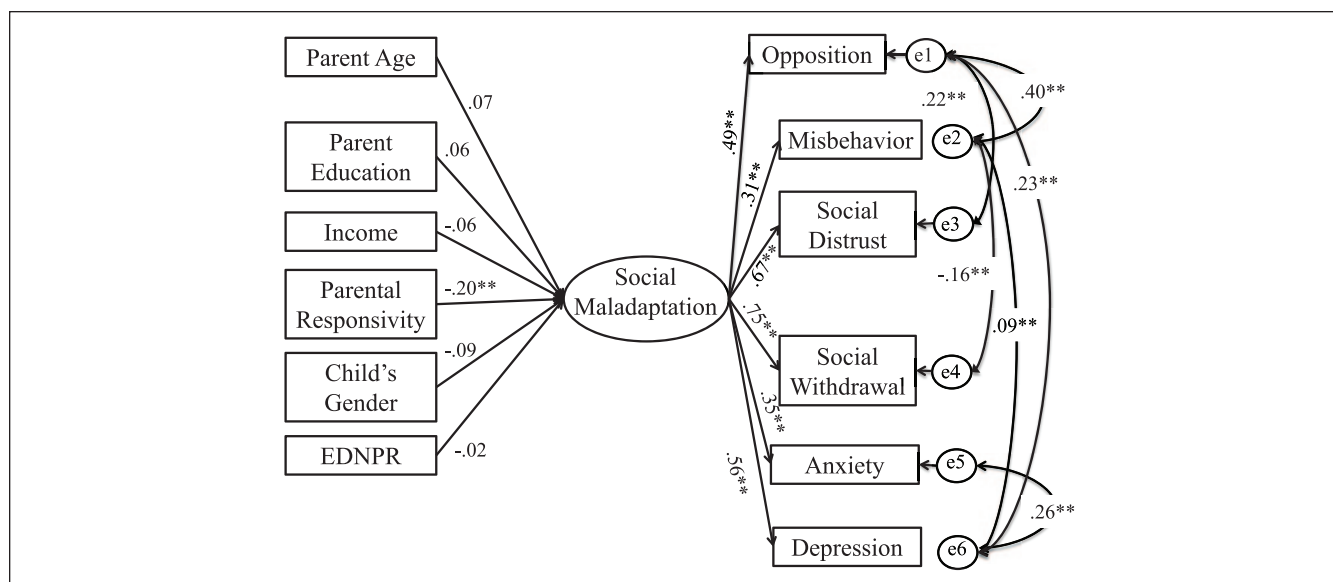 Parent Age
.07
Parent
Education
.06
Income
-.06
Parental
Responsivity
-.20**
Child's
Gender
-.09
EDNPR
-.02
Social
Maladaptation
.49**
.31**
.67**
.75**
.35**
.56**
Opposition
e1
Misbehavior
e2
Social
Distrust
e3
Social
Withdrawal
e4
Anxiety
e5
Depression
e6
.22**
.40**
.23**
-.16**
.09**
.26**